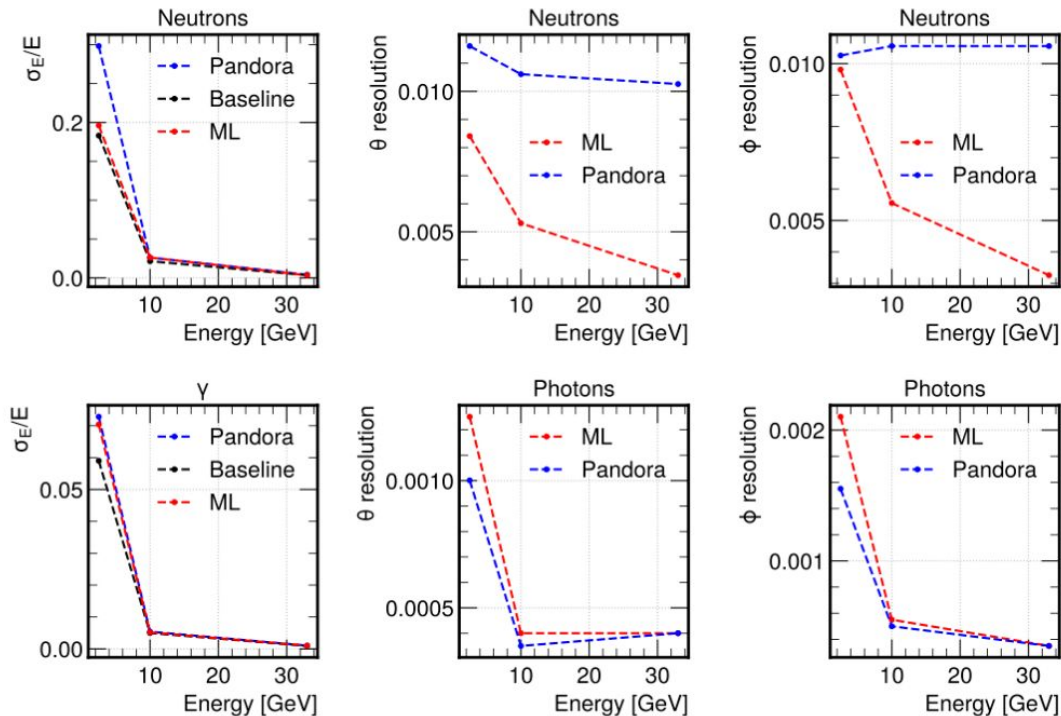 Neutrons
σ_E/E
0.2
0.0
Pandora
Baseline
ML
10 20 30
Energy [GeV]
Neutrons
θ resolution
0.010
0.005
ML
Pandora
10 20 30
Energy [GeV]
Neutrons
ϕ resolution
0.010
0.005
ML
Pandora
10 20 30
Energy [GeV]
γ
σ_E/E
0.05
0.00
Pandora
Baseline
ML
10 20 30
Energy [GeV]
Photons
θ resolution
0.0010
0.0005
ML
Pandora
10 20 30
Energy [GeV]
Photons
ϕ resolution
0.002
0.001
ML
Pandora
10 20 30
Energy [GeV]